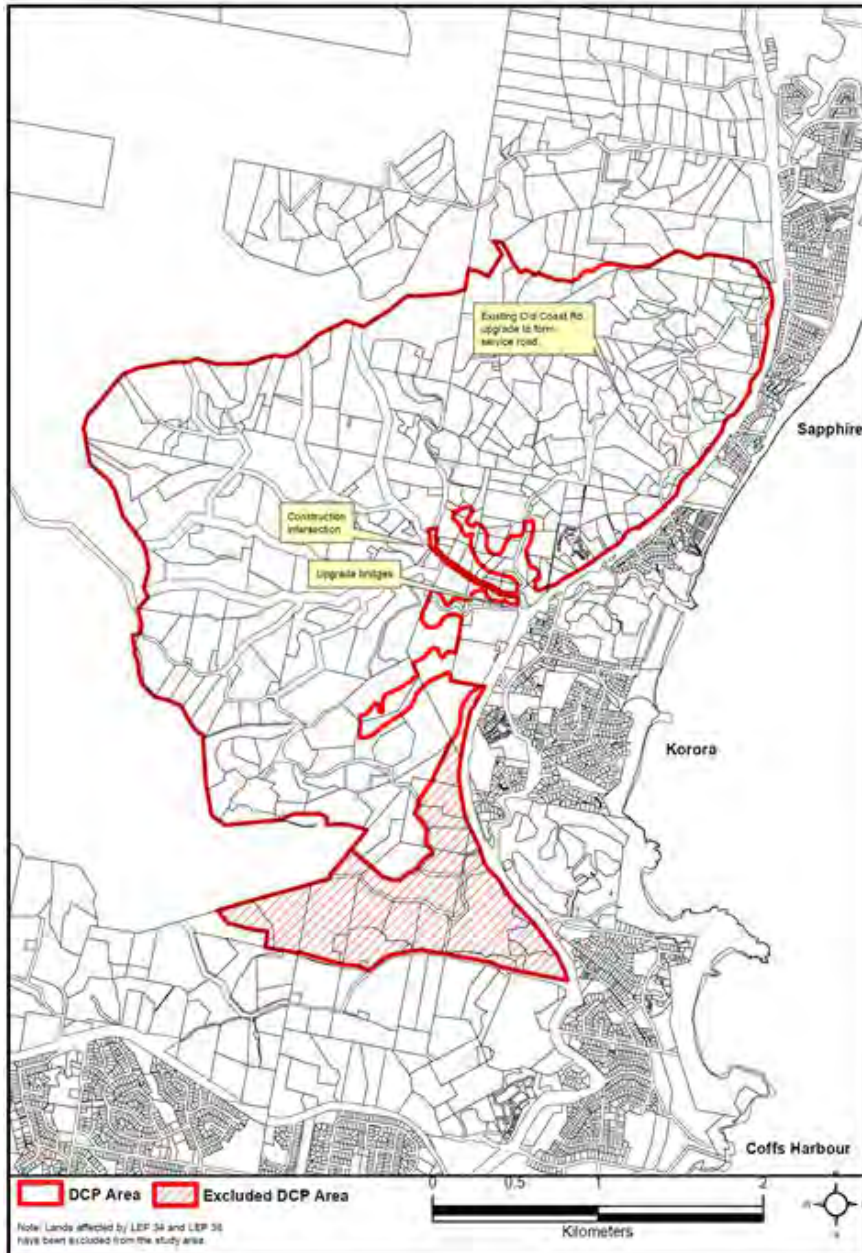 Existing Old Coast Rd.
upgrade to form
service road.
Sapphire
Construction
intersection
Upgrade bridges
Korora
Coffs Harbour
DCP Area
Excluded DCP Area
0 0.5 1 2
Kilometers
Note: Lands affected by LEP 34 and LEP 38
have been excluded from the study area.